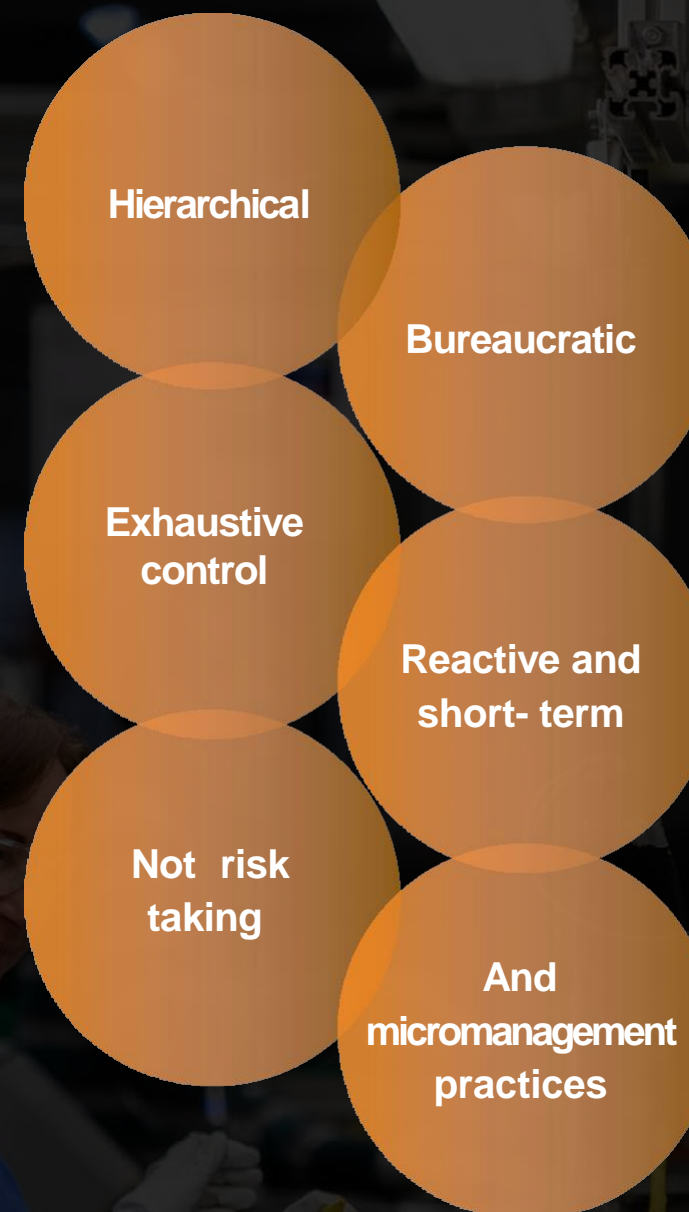 Hierarchical
Bureaucratic
Exhaustive
control
Reactive and
short- term
Not risk
taking
And
micromanagement
practices